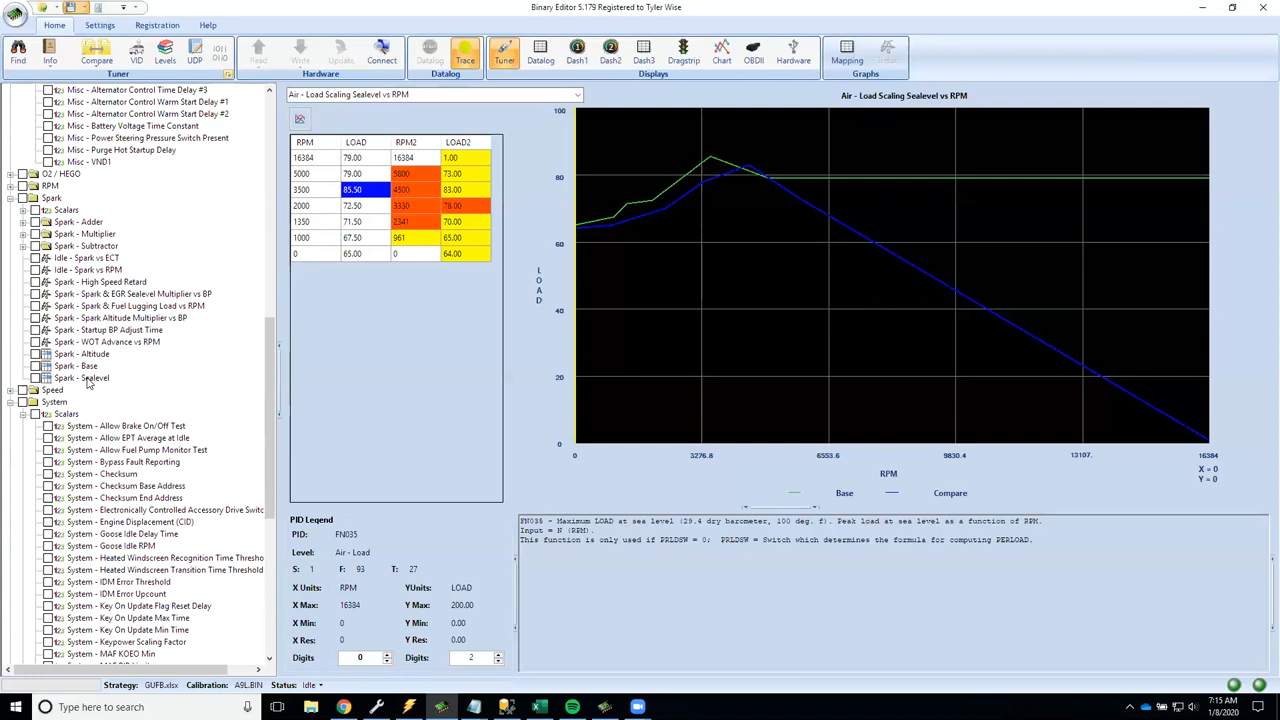 Binary Editor 5.179 Registered to Tyler Wise
Home Settings Registration Help
Find Info Compare VID Levels UDP Read Write Update Connect Datalog Trace Tuner Datalog Dash1 Dash2 Dash3 Dragstrip Chart OBDII Hardware Mapping
Tuner Hardware Datalog Displays Graphs
Misc - Alternator Control Time Delay #3
Misc - Alternator Control Warm Start Delay #1
Misc - Alternator Control Warm Start Delay #2
Misc - Battery Voltage Time Constant
Misc - Power Steering Pressure Switch Present
Misc - Purge Hot Startup Delay
Misc - VND1
O2 / HEGO
RPM
Spark
Scalars
Spark - Adder
Spark - Multiplier
Spark - Subtractor
Idle - Spark vs ECT
Idle - Spark vs RPM
Spark - High Speed Retard
Spark - Spark & EGR Sealevel Multiplier vs BP
Spark - Spark & Fuel Lugging Load vs RPM
Spark - Spark Altitude Multiplier vs BP
Spark - Startup BP Adjust Time
Spark - WOT Advance vs RPM
Spark - Altitude
Spark - Base
Spark - Sealevel
Speed
System
Scalars
System - Allow Brake On/Off Test
System - Allow EPT Average at Idle
System - Allow Fuel Pump Monitor Test
System - Bypass Fault Reporting
System - Checksum
System - Checksum Base Address
System - Checksum End Address
System - Electronically Controlled Accessory Drive Switc
System - Engine Displacement (CID)
System - Goose Idle Delay Time
System - Goose Idle RPM
System - Heated Windscreen Recognition Time Thresho
System - Heated Windscreen Transition Time Threshold
System - IDM Error Threshold
System - IDM Error Upcount
System - Key On Update Flag Reset Delay
System - Key On Update Max Time
System - Key On Update Min Time
System - Keypower Scaling Factor
System - MAF KOEO Min
Air - Load Scaling Sealevel vs RPM
RPM LOAD RPM2 LOAD2
16384 79.00 16384 1.00
5000 79.00 5800 73.00
3500 85.50 4500 83.00
2000 72.50 3330 78.00
1350 71.50 2341 70.00
1000 67.50 961 65.00
0 65.00 0 64.00
Air - Load Scaling Sealevel vs RPM
100
80
60
40
20
0
LOAD
0 3276.8 6553.6 9830.4 13107. 16384
RPM
X = 0
Y = 0
Base Compare
PID Legend
PID: FN035
Level: Air - Load
S: 1 F: 93 T: 27
X Units: RPM YUnits: LOAD
X Max: 16384 Y Max: 200.00
X Min: 0 Y Min: 0.00
X Res: 0 Y Res: 0.00
Digits 0 Digits: 2
FN035 - Maximum LOAD at sea level (29.4 dry barometer, 100 deg. f). Peak load at sea level as a function of RPM.
Input = N (RPM)
This function is only used if PRLDSW = 0; PRLDSW = Switch which determines the formula for computing PERLOAD.
Strategy: GUFB.xlsx Calibration: A9L.BIN Status: Idle
Type here to search
7:15 AM
1/8/2020